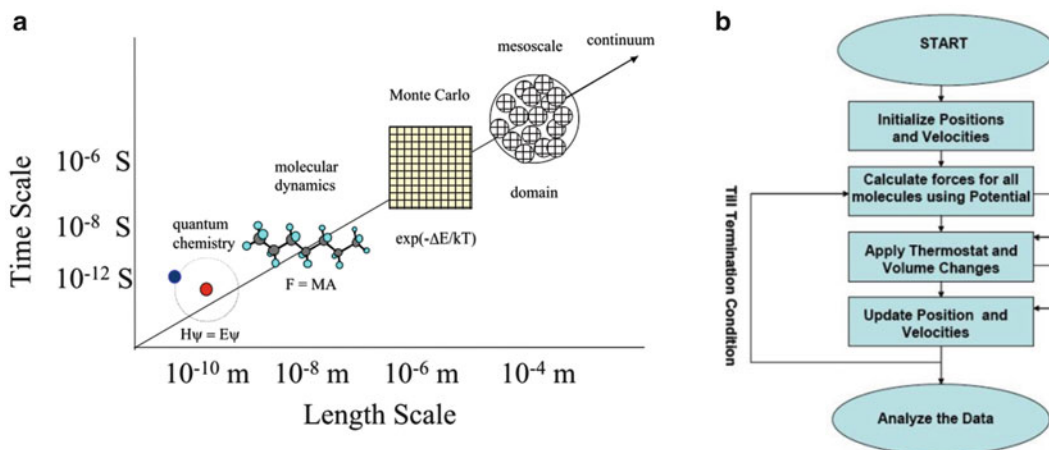 a
Time Scale
10⁻⁶ S
10⁻⁸ S
10⁻¹² S
quantum
chemistry
Hψ = Eψ
molecular
dynamics
F = MA
Monte Carlo
exp(-ΔE/kT)
mesoscale
domain
continuum
10⁻¹⁰ m
10⁻⁸ m
10⁻⁶ m
10⁻⁴ m
Length Scale
b
START
Initialize Positions
and Velocities
Calculate forces for all
molecules using Potential
Apply Thermostat and
Volume Changes
Update Position and
Velocities
Till Termination Condition
Analyze the Data